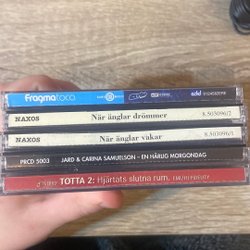 Fragma toca
NAXOS När änglar drömmer 8.503096/2
NAXOS När änglar vakar 8.503096/1
PRCD 5003 JARD & CARINA SAMUELSON – EN HÄRLIG MORGONDAG
TOTTA 2: Hjärtats slutna rum.